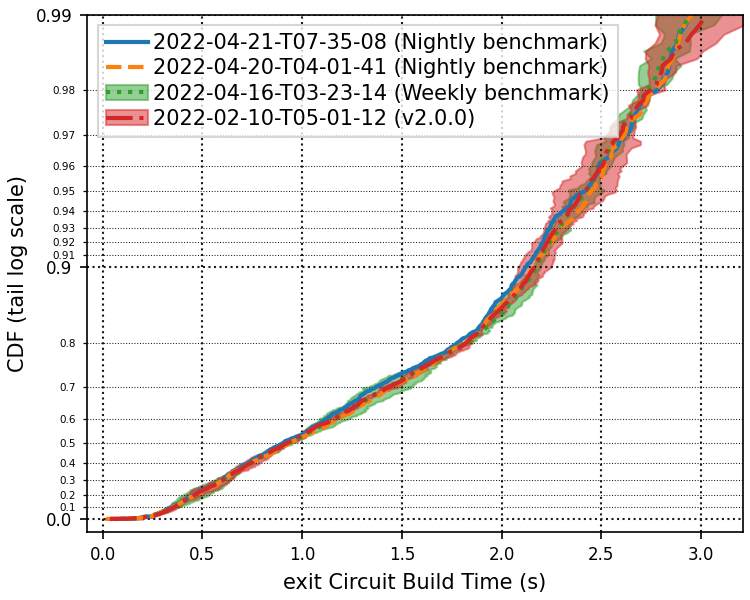 0.99
2022-04-21-T07-35-08 (Nightly benchmark)
2022-04-20-T04-01-41 (Nightly benchmark)
2022-04-16-T03-23-14 (Weekly benchmark)
2022-02-10-T05-01-12 (v2.0.0)
0.98
0.97
0.96
0.95
0.94
0.93
0.92
0.91
0.9
0.8
0.7
0.6
0.5
0.4
0.3
0.2
0.1
0.0
CDF (tail log scale)
0.0 0.5 1.0 1.5 2.0 2.5 3.0
exit Circuit Build Time (s)